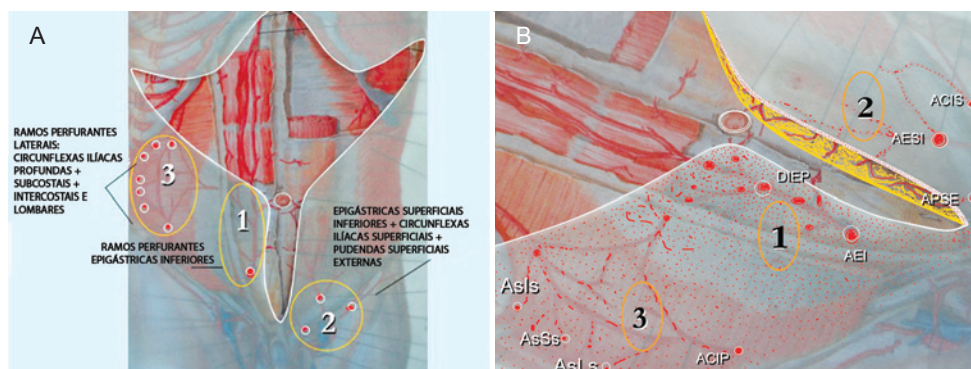 A
RAMOS PERFURANTES
LATERAIS:
CIRCUNFLEXAS ILÍACAS
PROFUNDAS +
SUBCOSTAIS +
INTERCOSTAIS E
LOMBARES
3
1
RAMOS PERFURANTES
EPIGÁSTRICAS INFERIORES
EPIGÁSTRICAS SUPERFICIAIS
INFERIORES + CIRCUNFLEXAS
ILÍACAS SUPERFICIAIS +
PUDENDAS SUPERFICIAIS
EXTERNAS
2
B
2
ACIS
AESI
DIEP
APSE
1
AEI
AsIs
3
AsSs
AsLs
ACIP